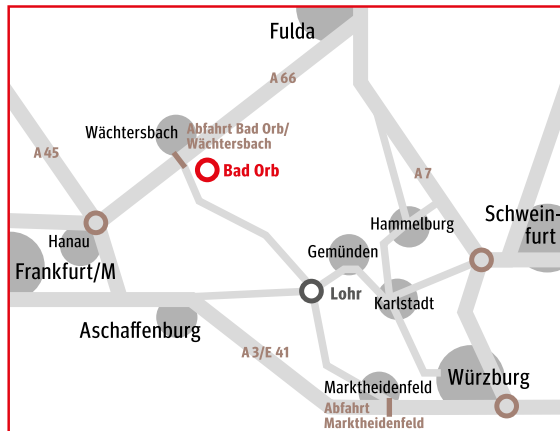 Fulda
A 66
Wächtersbach
Abfahrt Bad Orb/
Wächtersbach
A 45
Bad Orb
A 7
Schwein-
furt
Hammelburg
Hanau
Gemünden
Frankfurt/M
Lohr
Karlstadt
Aschaffenburg
A 3/E 41
Marktheidenfeld
Würzburg
Abfahrt
Marktheidenfeld